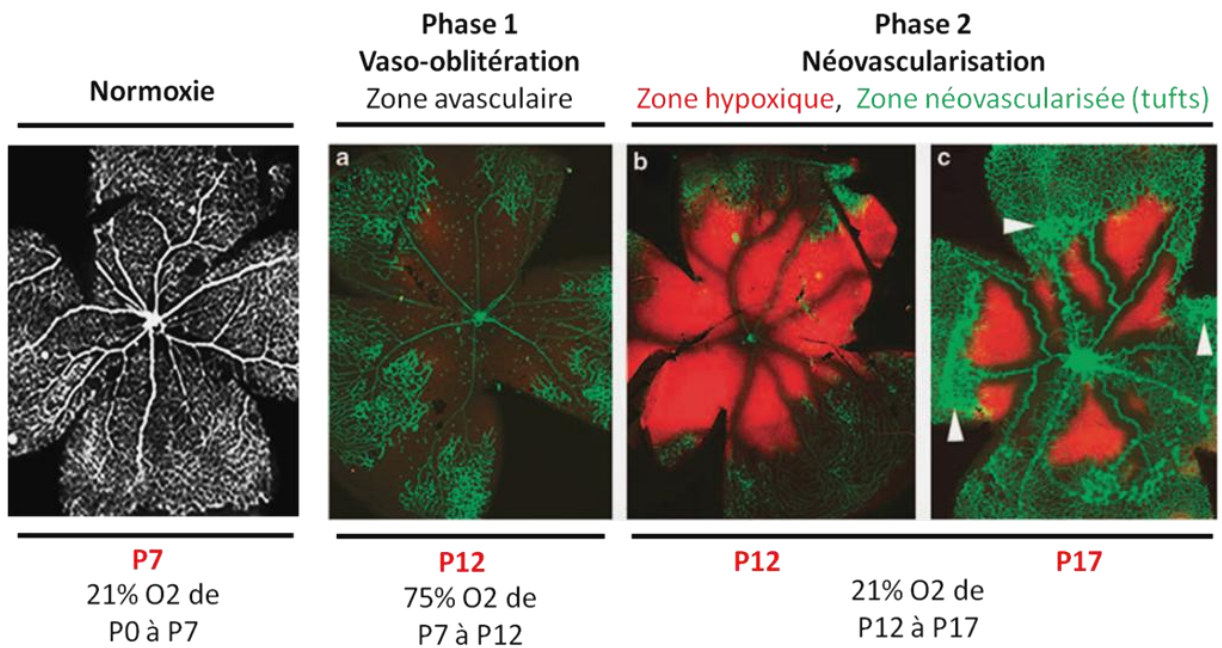 Normoxie
Phase 1
Vaso-oblitération
Zone avasculaire
Phase 2
Néovascularisation
Zone hypoxique, Zone néovascularisée (tufts)
a
b
c
P7
21% O2 de
P0 à P7
P12
75% O2 de
P7 à P12
P12
P17
21% O2 de
P12 à P17